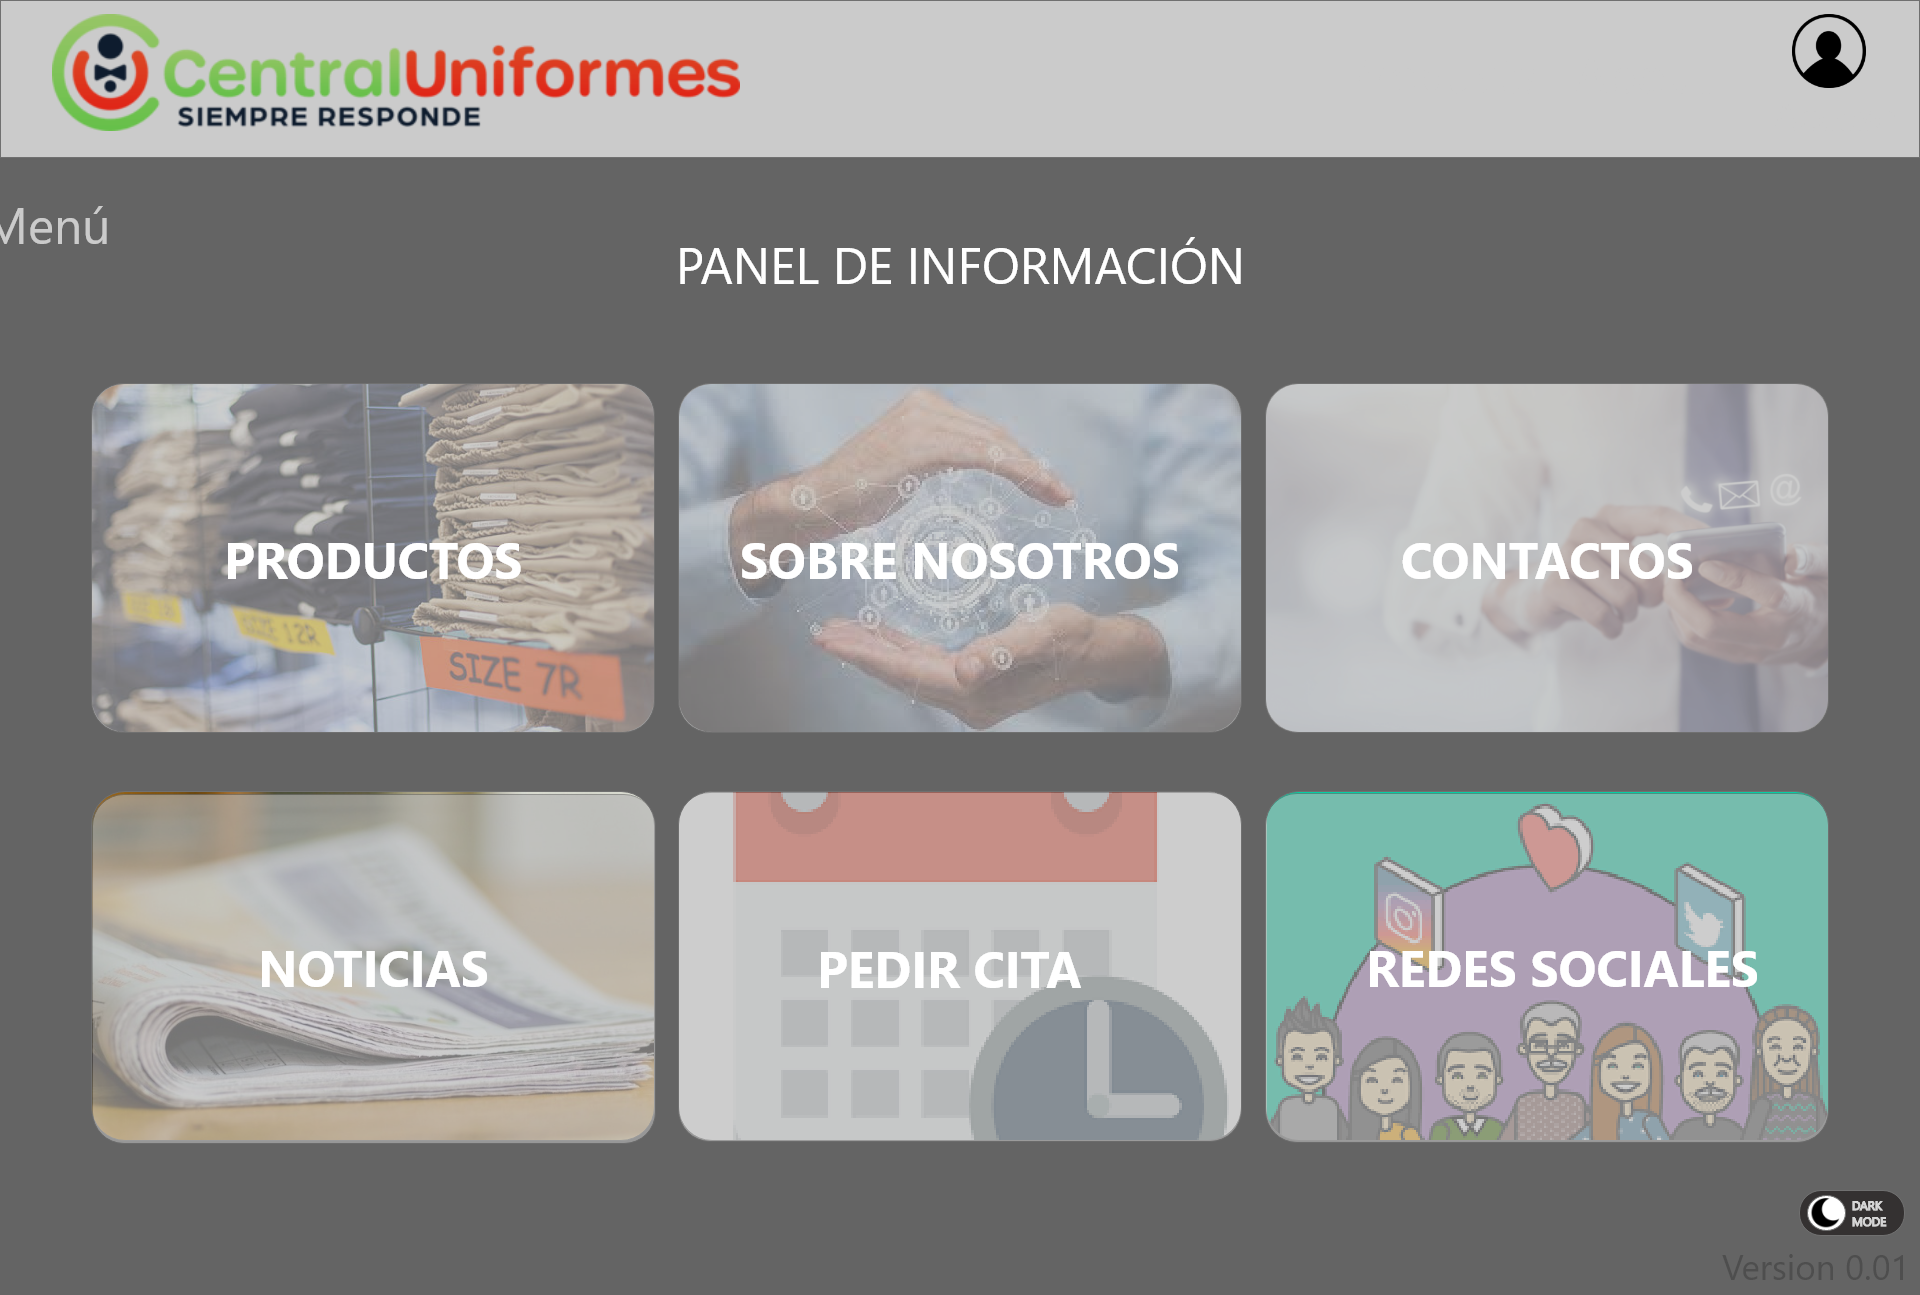 CentralUniformes
SIEMPRE RESPONDE
Menú
PANEL DE INFORMACIÓN
PRODUCTOS
12R
SIZE 7R
SOBRE NOSOTROS
CONTACTOS
@
NOTICIAS
PEDIR CITA
REDES SOCIALES
DARK
MODE
Version 0.01